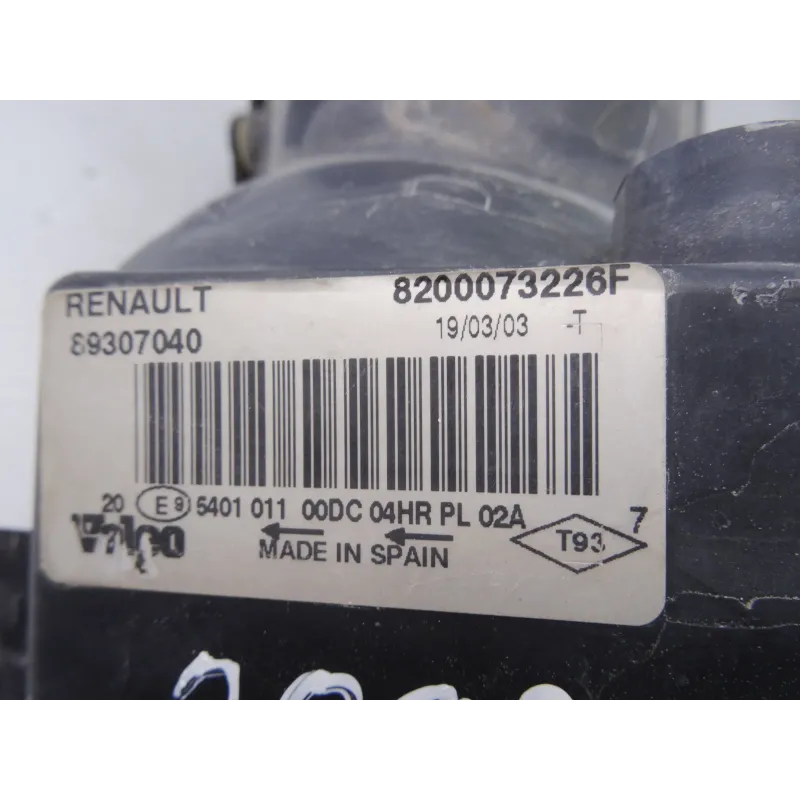 RENAULT 8200073226F
89307040 19/03/03 -T
20 E9 5401 011 00DC 04HR PL 02A 7
Valeo MADE IN SPAIN T93